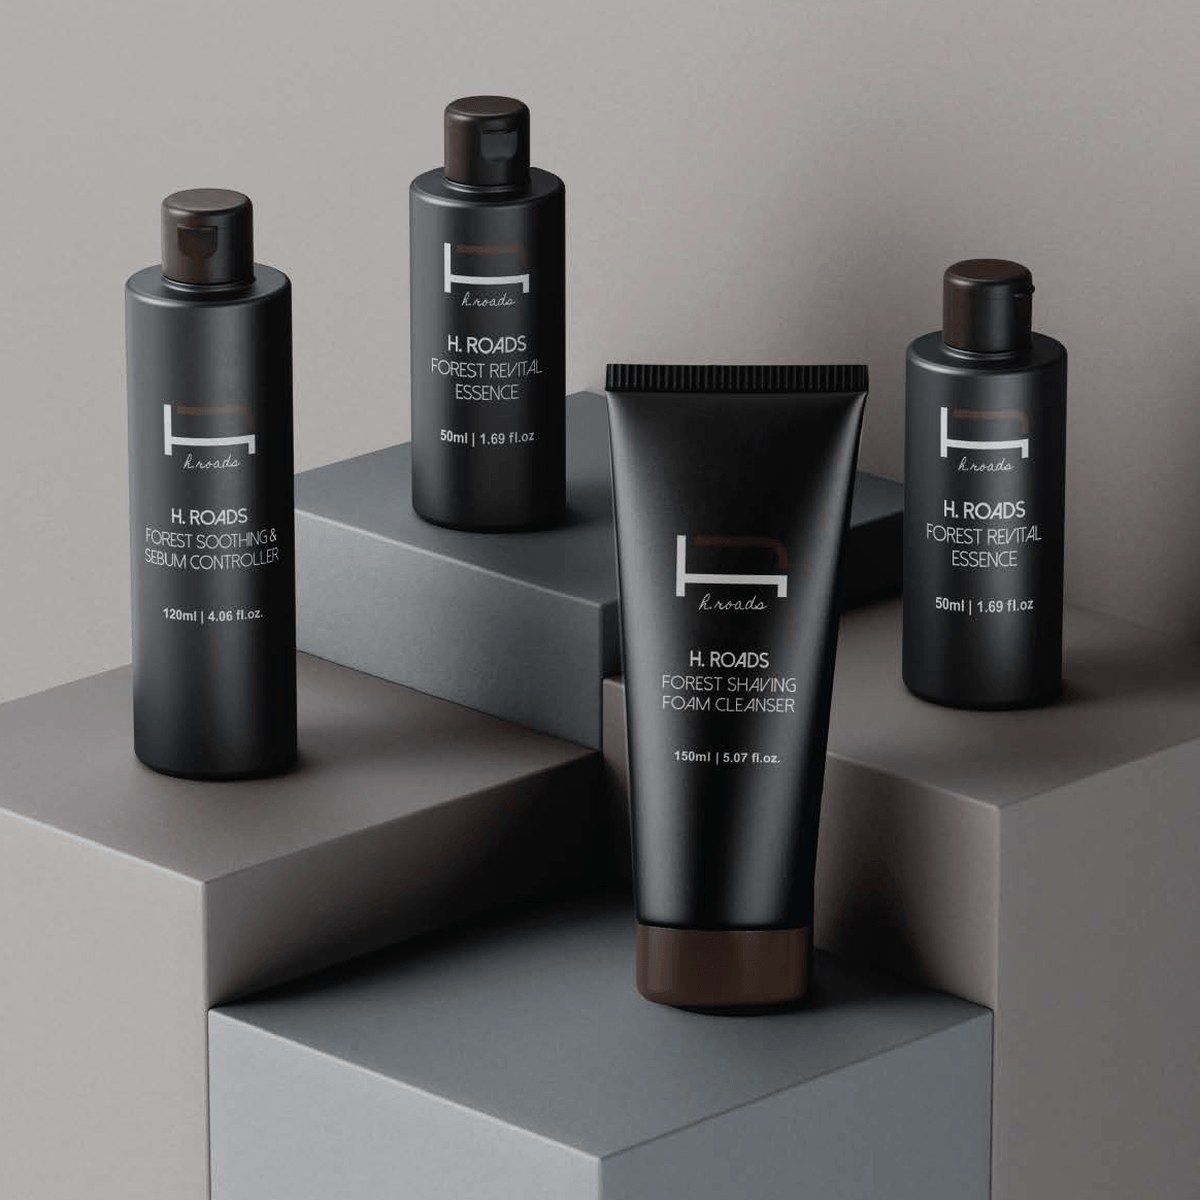 h.roads
H. ROADS
FOREST REVITAL
ESSENCE
50ml | 1.69 fl.oz
h.roads
H. ROADS
FOREST SOOTHING &
SEBUM CONTROLLER
120ml | 4.06 fl.oz.
h.roads
H. ROADS
FOREST SHAVING
FOAM CLEANSER
150ml | 5.07 fl.oz.
h.roads
H. ROADS
FOREST REVITAL
ESSENCE
50ml | 1.69 fl.oz